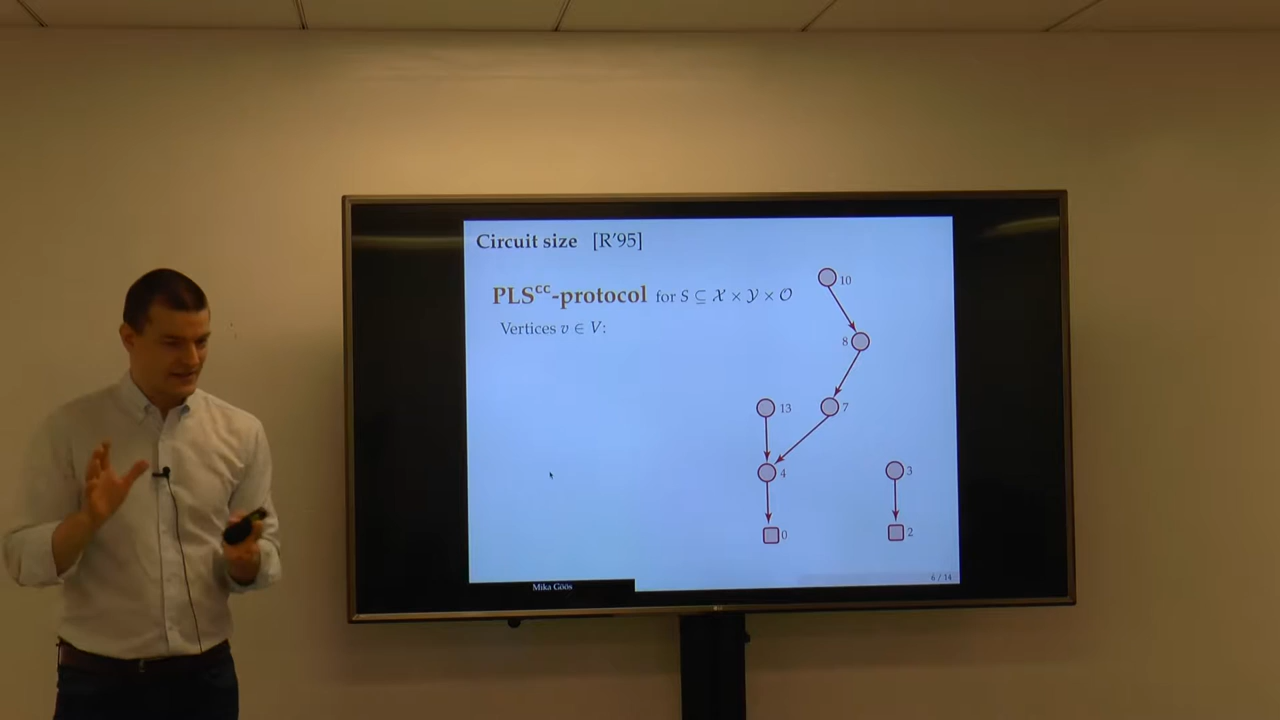 Circuit size [R'95]
PLS^cc-protocol for S ⊆ 𝒳 × 𝒴 × 𝒪
Vertices v ∈ V:
10
8
13
7
4
3
0
2
Mika Göös
6 / 14